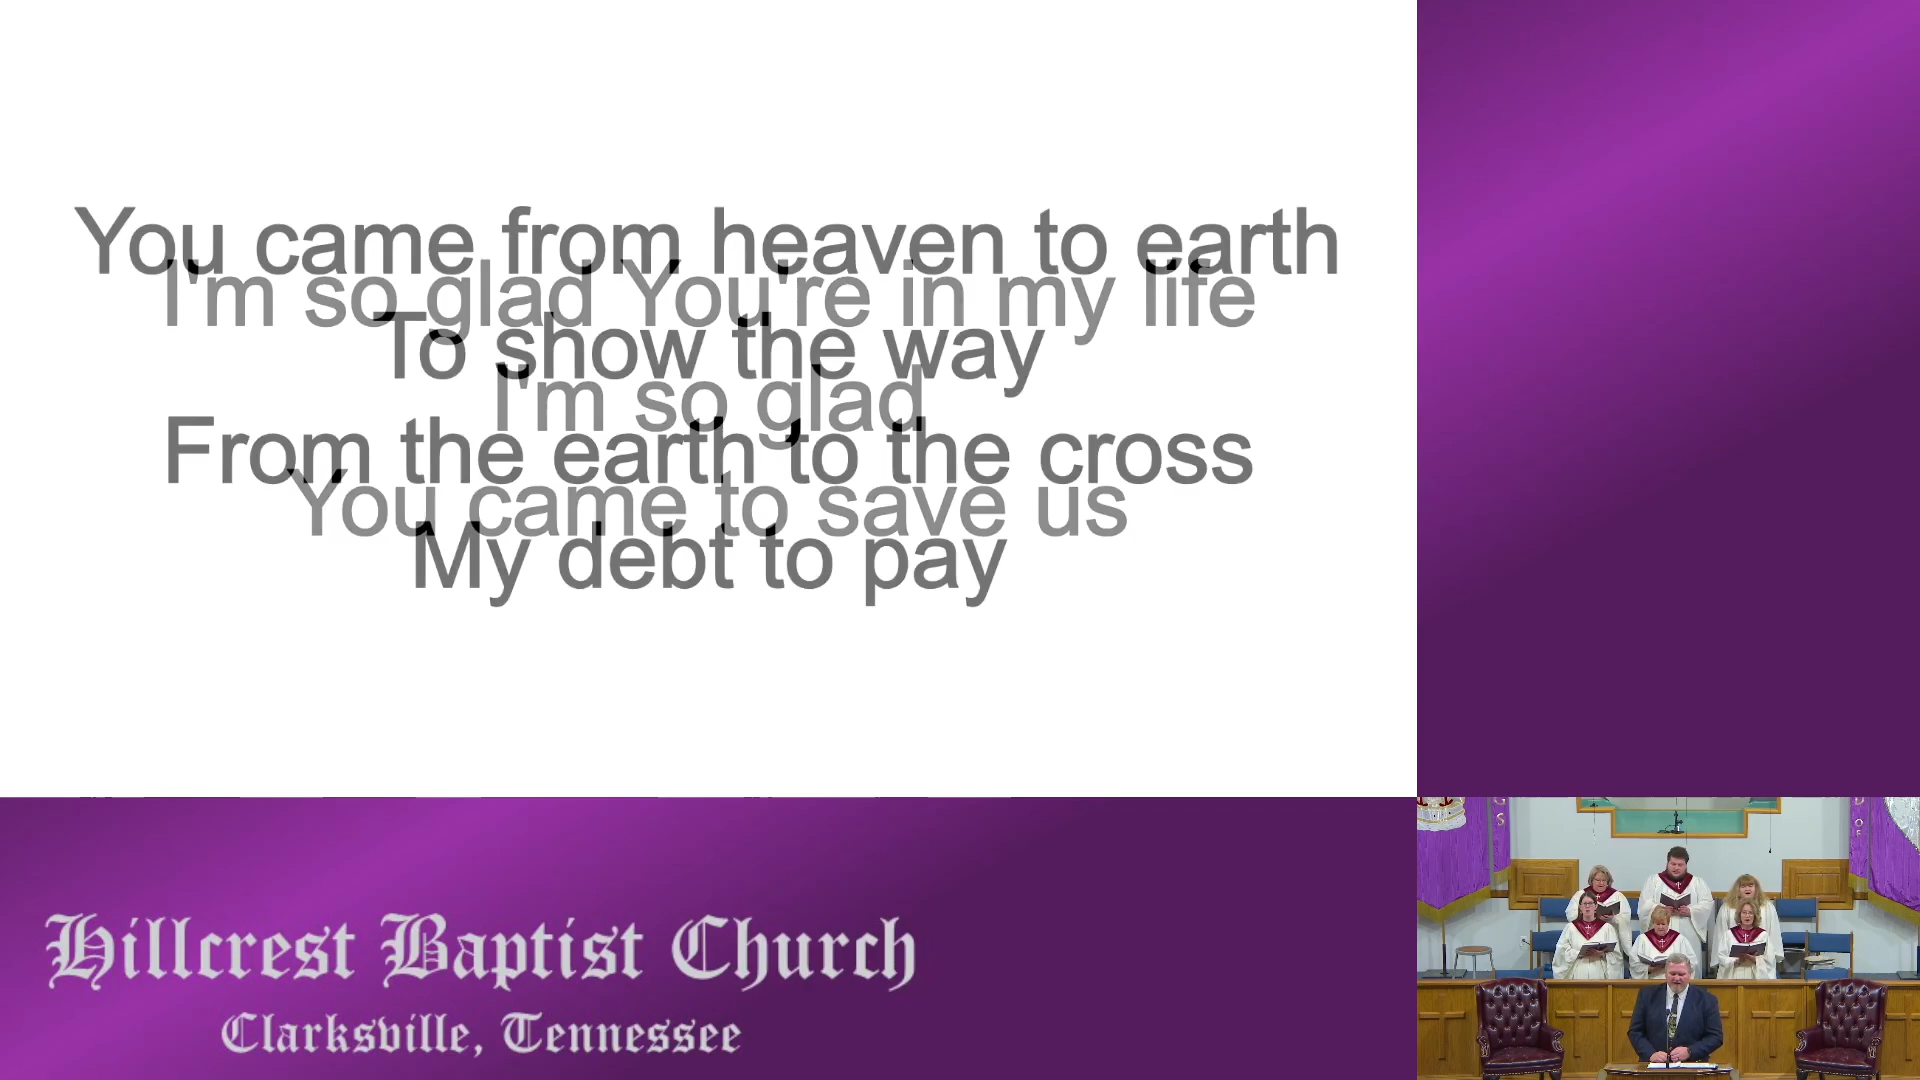 You came from heaven to earth
I'm so glad You're in my life
To show the way
I'm so glad
From the earth to the cross
You came to save us
My debt to pay
Hillcrest Baptist Church
Clarksville, Tennessee